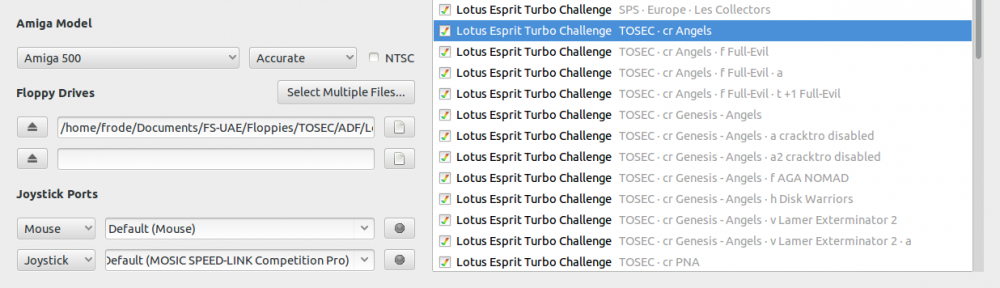 Amiga Model
Amiga 500 Accurate NTSC
Floppy Drives Select Multiple Files...
/home/frode/Documents/FS-UAE/Floppies/TOSEC/ADF/L
Joystick Ports
Mouse Default (Mouse)
Joystick Default (MOSIC SPEED-LINK Competition Pro)
Lotus Esprit Turbo Challenge SPS · Europe · Les Collectors
Lotus Esprit Turbo Challenge TOSEC · cr Angels
Lotus Esprit Turbo Challenge TOSEC · cr Angels · f Full-Evil
Lotus Esprit Turbo Challenge TOSEC · cr Angels · f Full-Evil · a
Lotus Esprit Turbo Challenge TOSEC · cr Angels · f Full-Evil · t +1 Full-Evil
Lotus Esprit Turbo Challenge TOSEC · cr Genesis - Angels
Lotus Esprit Turbo Challenge TOSEC · cr Genesis - Angels · a cracktro disabled
Lotus Esprit Turbo Challenge TOSEC · cr Genesis - Angels · a2 cracktro disabled
Lotus Esprit Turbo Challenge TOSEC · cr Genesis - Angels · f AGA NOMAD
Lotus Esprit Turbo Challenge TOSEC · cr Genesis - Angels · h Disk Warriors
Lotus Esprit Turbo Challenge TOSEC · cr Genesis - Angels · v Lamer Exterminator 2
Lotus Esprit Turbo Challenge TOSEC · cr Genesis - Angels · v Lamer Exterminator 2 · a
Lotus Esprit Turbo Challenge TOSEC · cr PNA